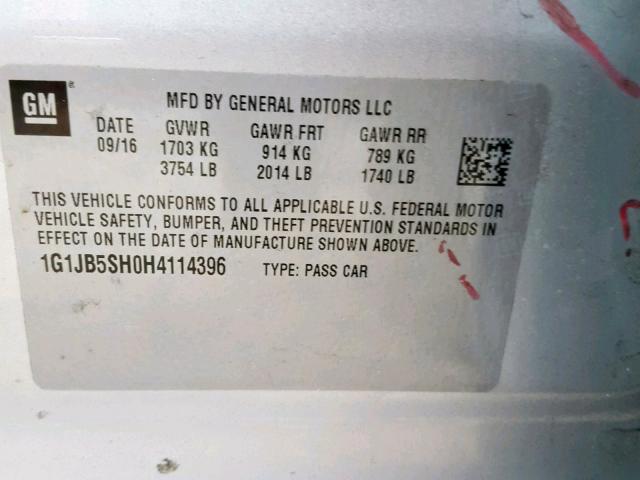 GM ®
MFD BY GENERAL MOTORS LLC
DATE GVWR GAWR FRT GAWR RR
09/16 1703 KG 914 KG 789 KG
3754 LB 2014 LB 1740 LB
THIS VEHICLE CONFORMS TO ALL APPLICABLE U.S. FEDERAL MOTOR
VEHICLE SAFETY, BUMPER, AND THEFT PREVENTION STANDARDS IN
EFFECT ON THE DATE OF MANUFACTURE SHOWN ABOVE.
1G1JB5SH0H4114396 TYPE: PASS CAR